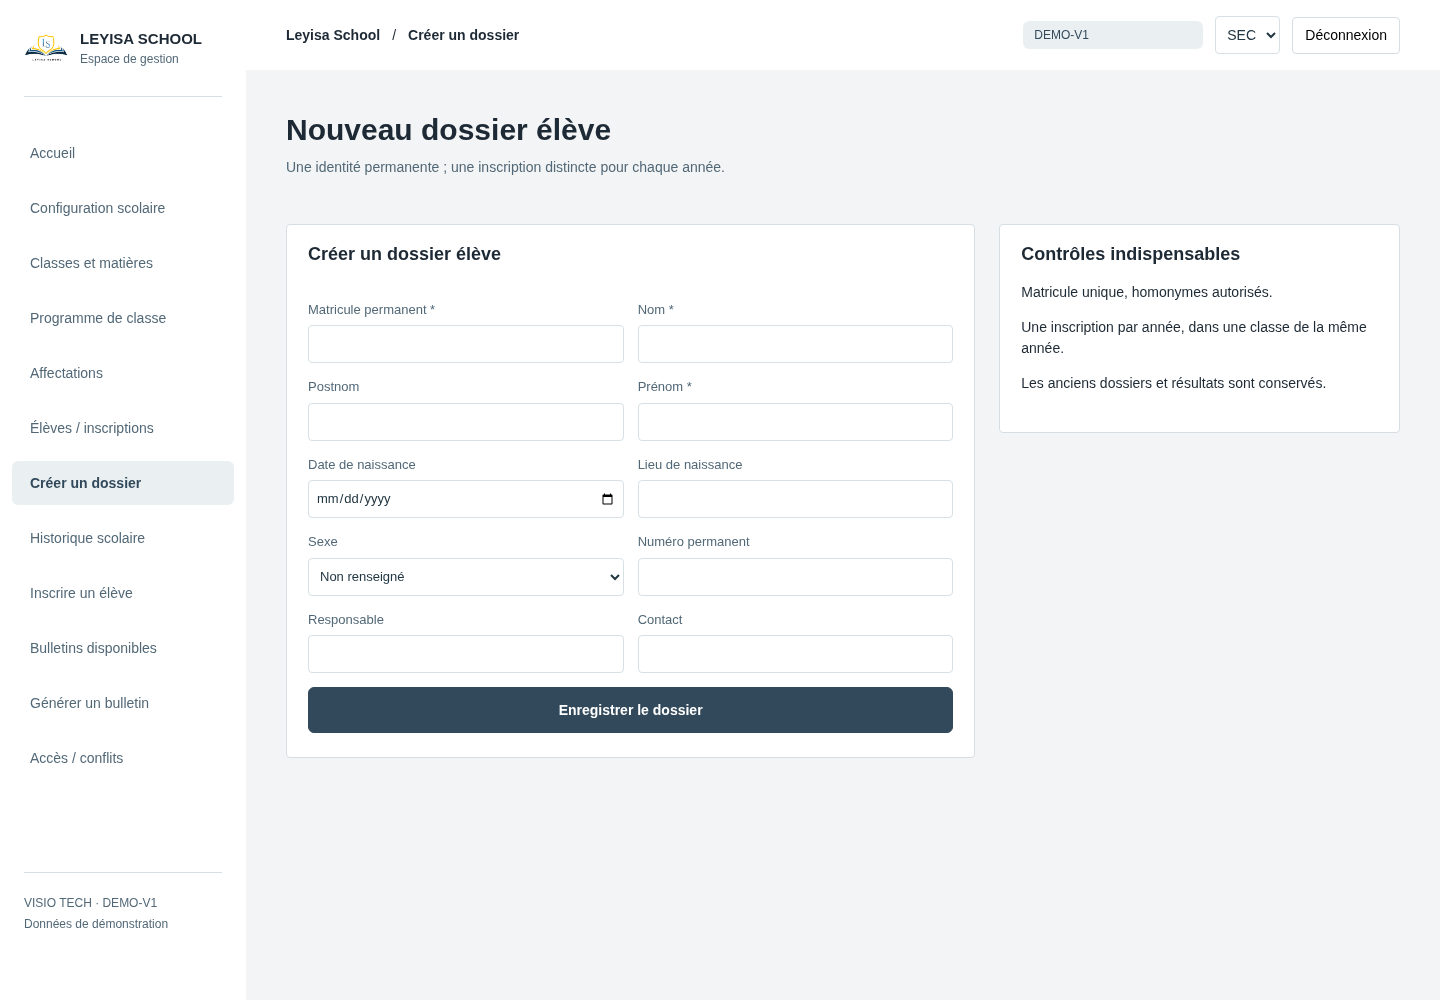 LEYISA SCHOOL
Espace de gestion
Accueil
Configuration scolaire
Classes et matières
Programme de classe
Affectations
Élèves / inscriptions
Créer un dossier
Historique scolaire
Inscrire un élève
Bulletins disponibles
Générer un bulletin
Accès / conflits
VISIO TECH · DEMO-V1
Données de démonstration
Leyisa School / Créer un dossier
DEMO-V1
SEC
Déconnexion
Nouveau dossier élève
Une identité permanente ; une inscription distincte pour chaque année.
Créer un dossier élève
Matricule permanent *
Nom *
Postnom
Prénom *
Date de naissance
Lieu de naissance
mm/dd/yyyy
Sexe
Numéro permanent
Non renseigné
Responsable
Contact
Enregistrer le dossier
Contrôles indispensables
Matricule unique, homonymes autorisés.
Une inscription par année, dans une classe de la même
année.
Les anciens dossiers et résultats sont conservés.